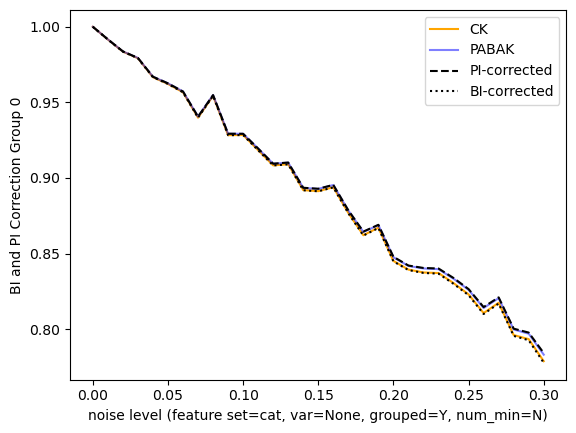 1.00
0.95
0.90
0.85
0.80
BI and PI Correction Group 0
CK
PABAK
PI-corrected
BI-corrected
0.00 0.05 0.10 0.15 0.20 0.25 0.30
noise level (feature set=cat, var=None, grouped=Y, num_min=N)